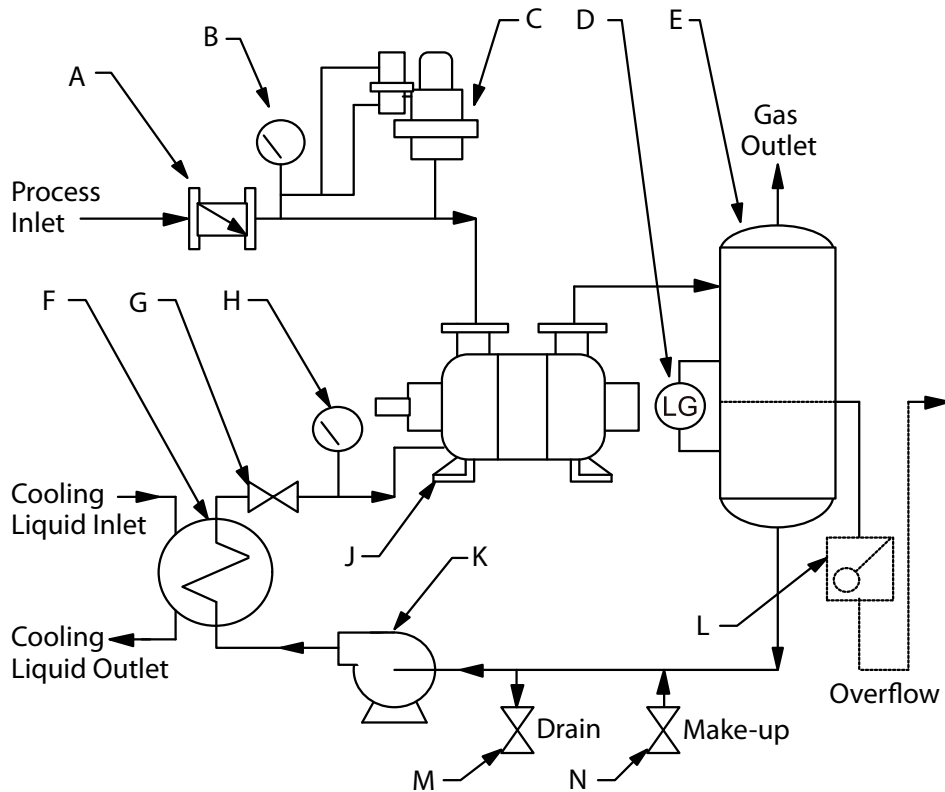 A
B
C
D
E
Gas
Outlet
Process
Inlet
F
G
H
LG
Cooling
Liquid Inlet
J
K
L
Cooling
Liquid Outlet
Overflow
Drain
Make-up
M
N